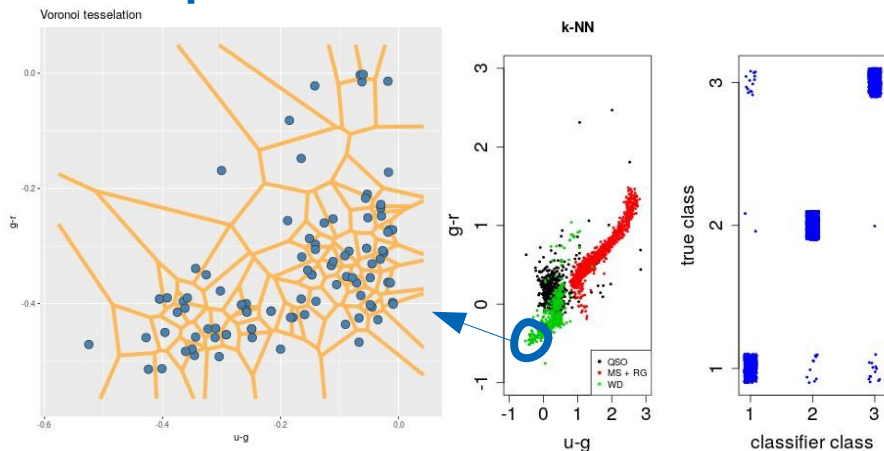 Voronoi tesselation
0.0
-0.2
-0.4
g-r
-0.6
-0.4
-0.2
0.0
u-g
k-NN
3
2
1
0
-1
g-r
-1
0
1
2
3
u-g
QSO
MS + RG
WD
3
2
1
true class
1
2
3
classifier class